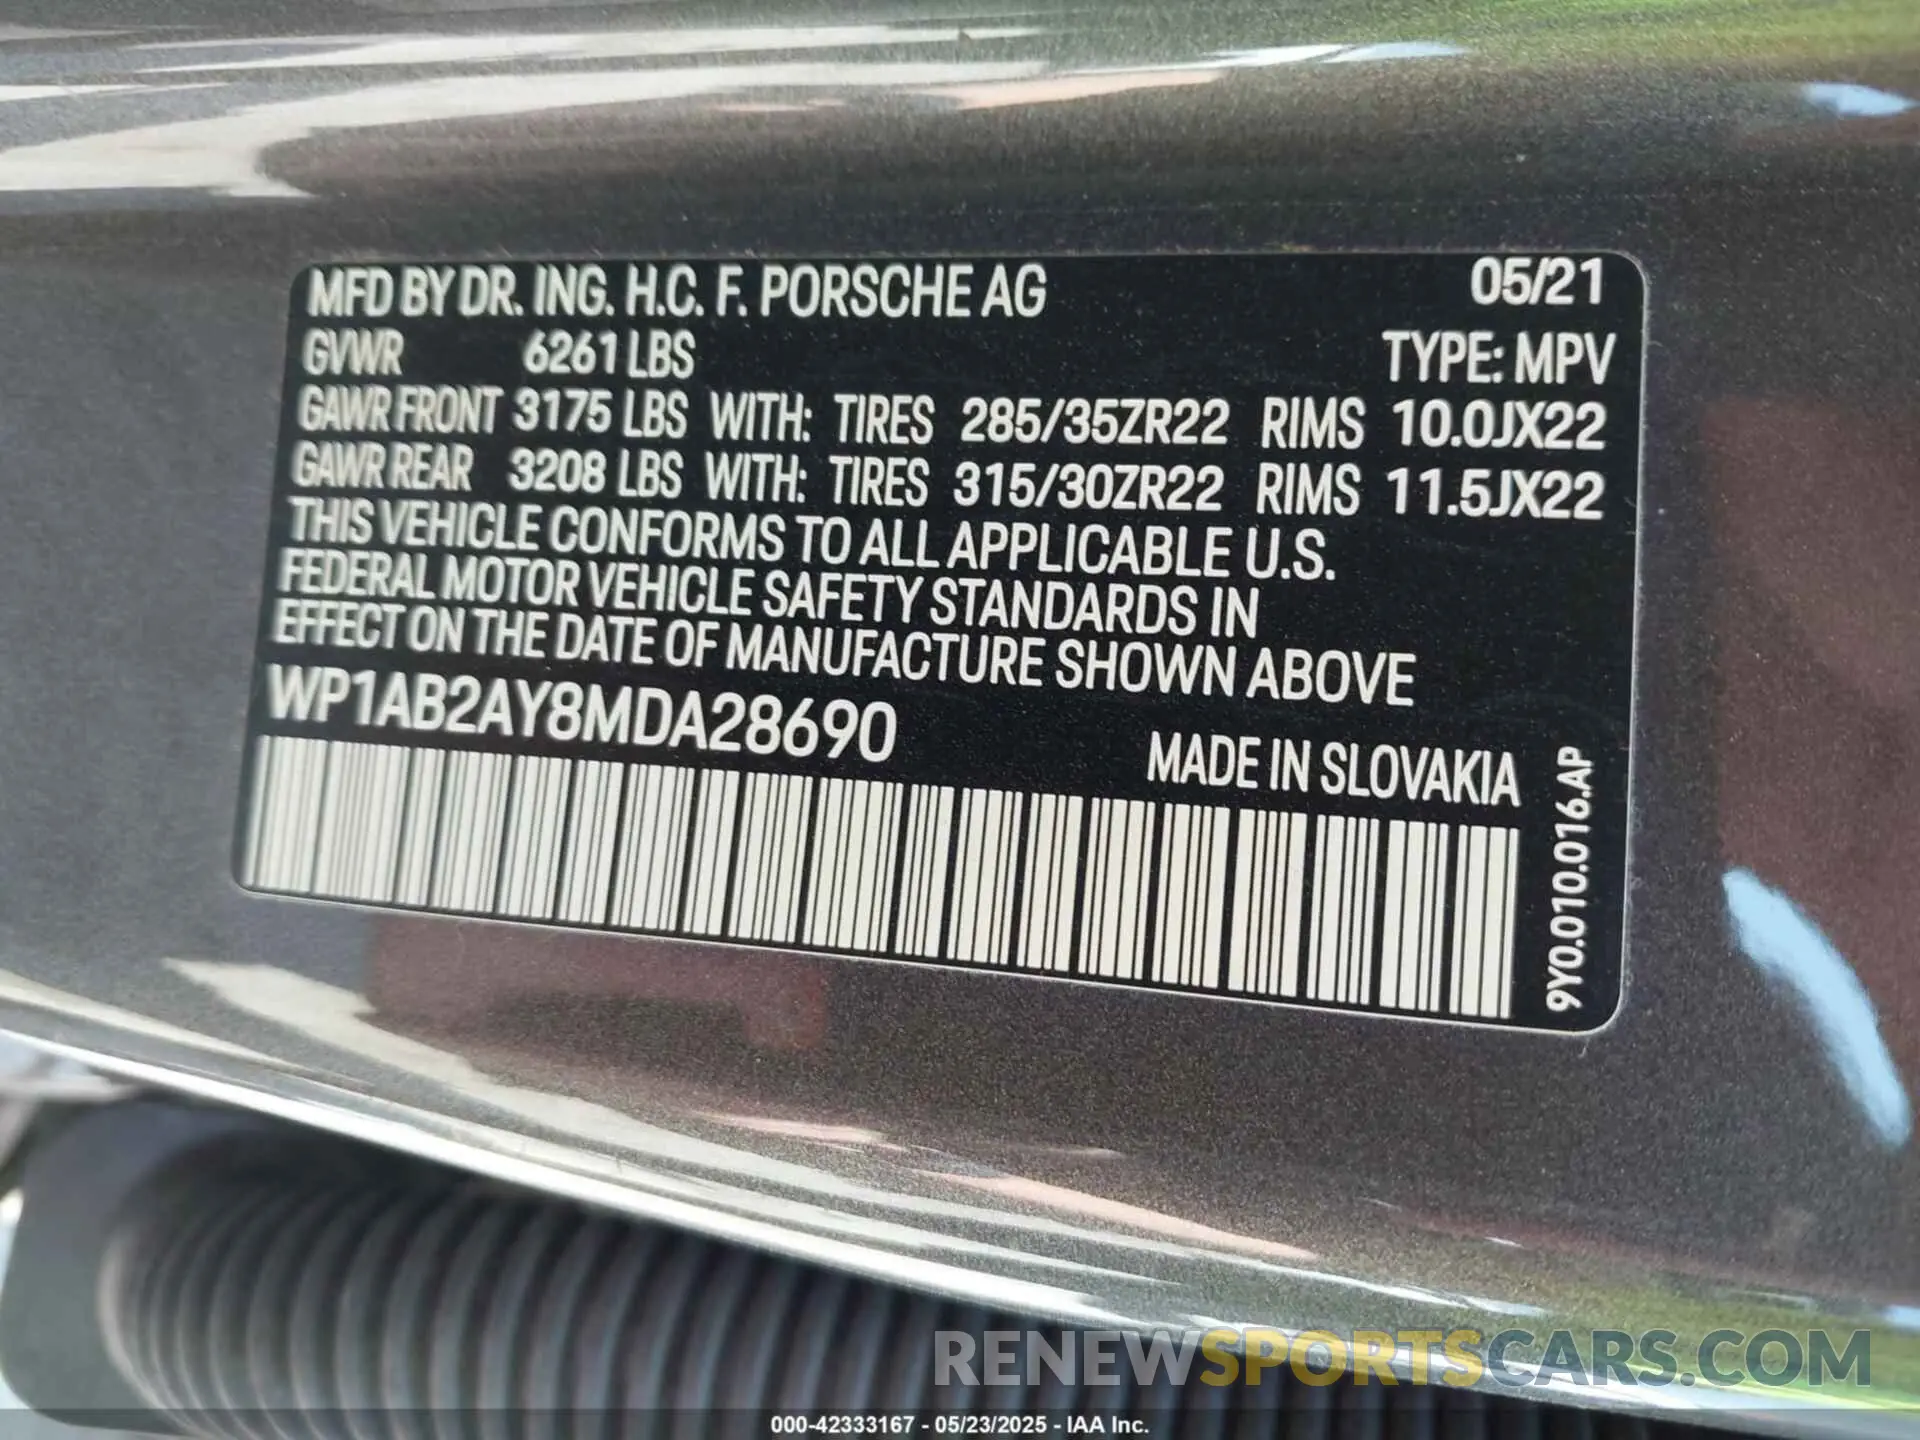 MFD BY DR. ING. H.C. F. PORSCHE AG 05/21
GVWR 6261 LBS TYPE: MPV
GAWR FRONT 3175 LBS WITH: TIRES 285/35ZR22 RIMS 10.0JX22
GAWR REAR 3208 LBS WITH: TIRES 315/30ZR22 RIMS 11.5JX22
THIS VEHICLE CONFORMS TO ALL APPLICABLE U.S.
FEDERAL MOTOR VEHICLE SAFETY STANDARDS IN
EFFECT ON THE DATE OF MANUFACTURE SHOWN ABOVE
WP1AB2AY8MDA28690
MADE IN SLOVAKIA
9Y0.010.016.AP
RENEWSPORTSCARS.COM
000-42333167 - 05/23/2025 - IAA Inc.